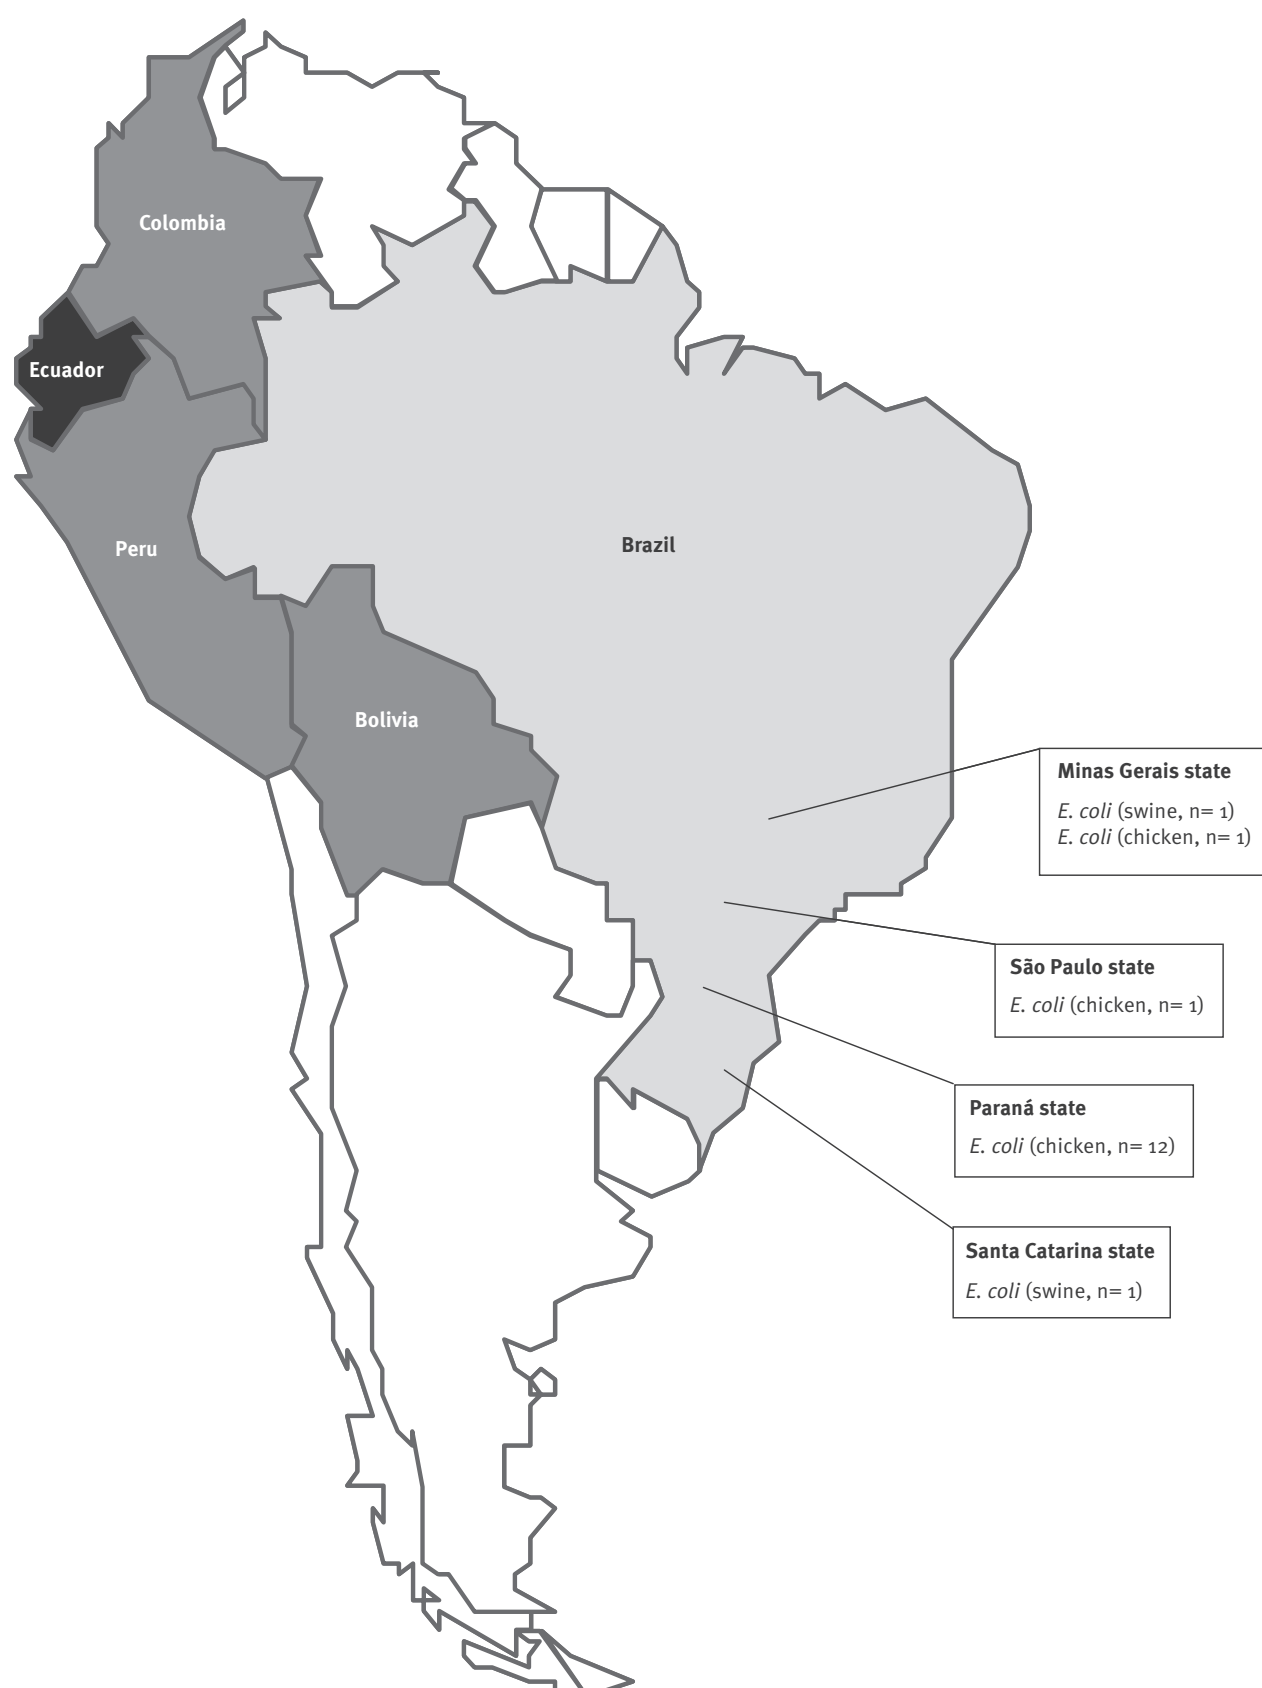 Colombia
Ecuador
Peru
Brazil
Bolivia
Minas Gerais state
E. coli (swine, n= 1)
E. coli (chicken, n= 1)
São Paulo state
E. coli (chicken, n= 1)
Paraná state
E. coli (chicken, n= 12)
Santa Catarina state
E. coli (swine, n= 1)